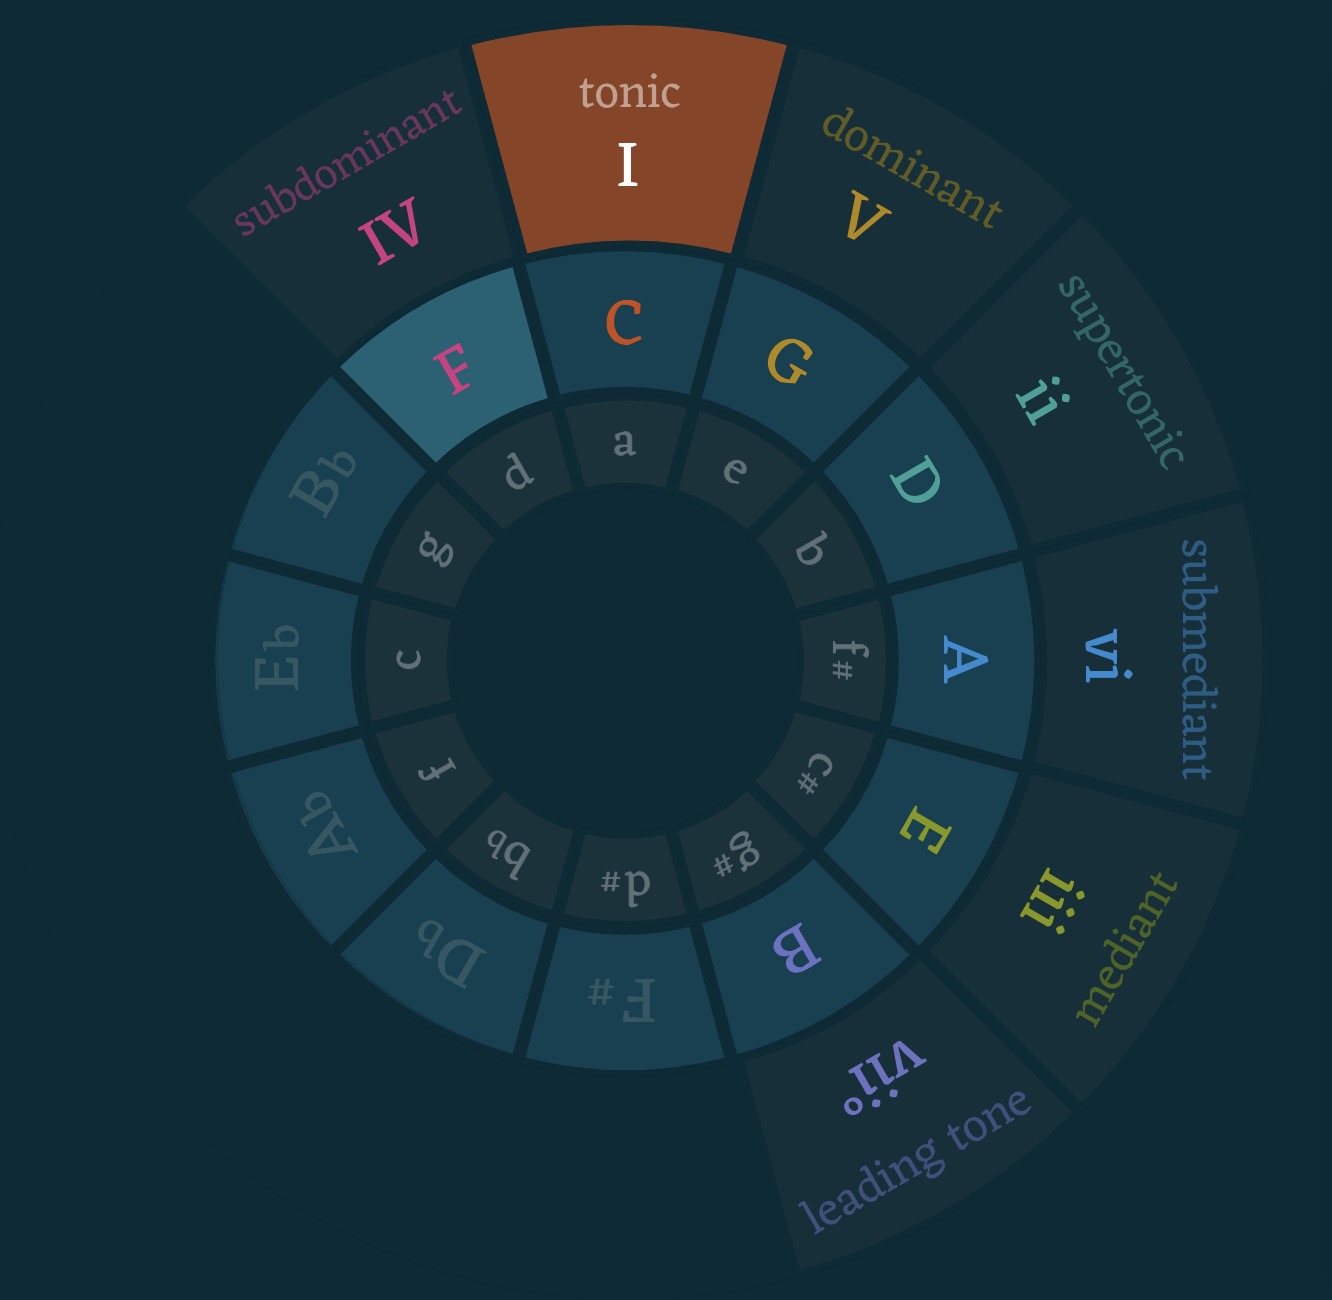 tonic
I
dominant
V
supertonic
ii
submediant
vi
mediant
iii
leading tone
vii°
subdominant
IV
C
G
D
A
E
B
F#
Db
Ab
Eb
Bb
F
a
e
b
f#
c#
g#
d#
bb
f
c
g
d